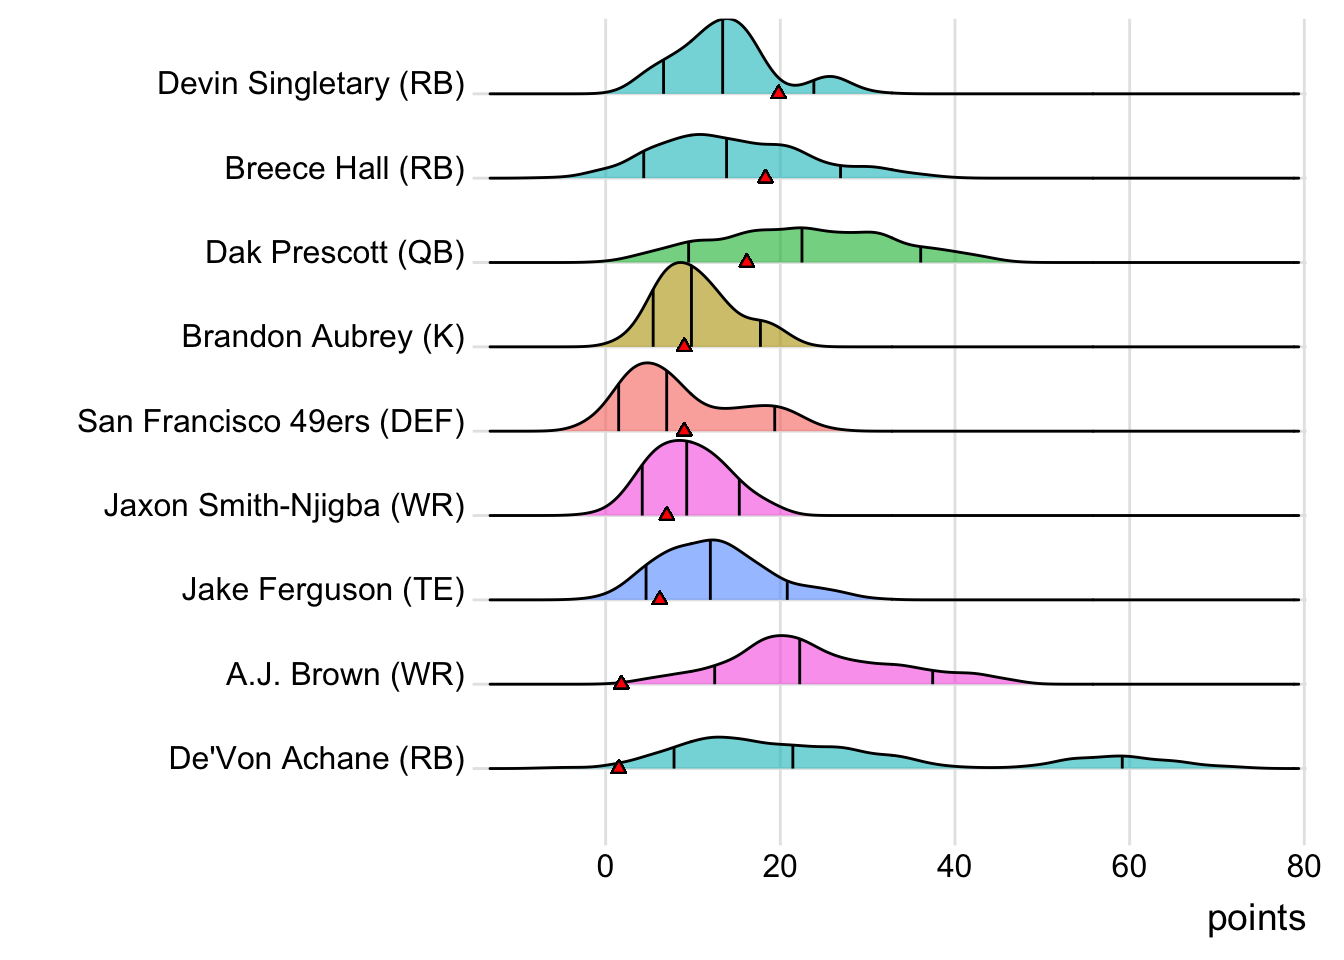 Devin Singletary (RB)
Breece Hall (RB)
Dak Prescott (QB)
Brandon Aubrey (K)
San Francisco 49ers (DEF)
Jaxon Smith-Njigba (WR)
Jake Ferguson (TE)
A.J. Brown (WR)
De'Von Achane (RB)
0 20 40 60 80
points